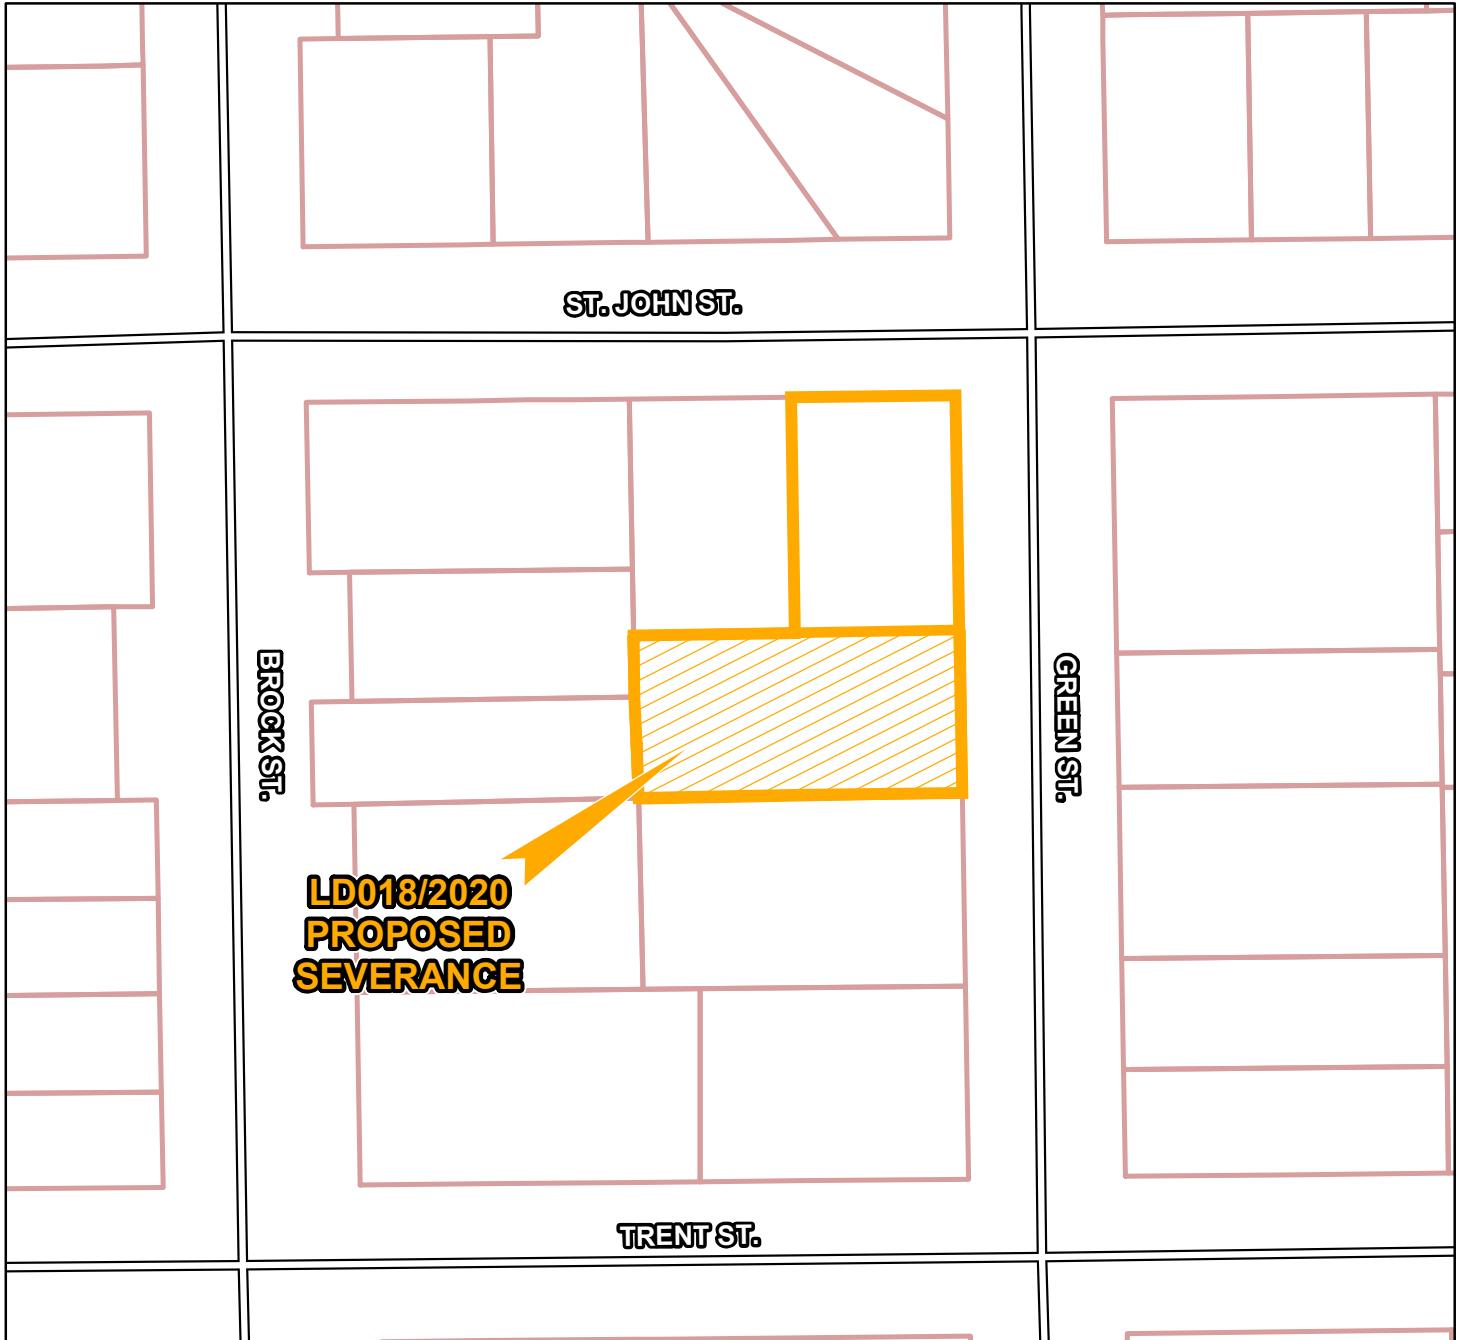 ST. JOHN ST.
BROCK ST.
GREEN ST.
LD018/2020
PROPOSED
SEVERANCE
TRENT ST.